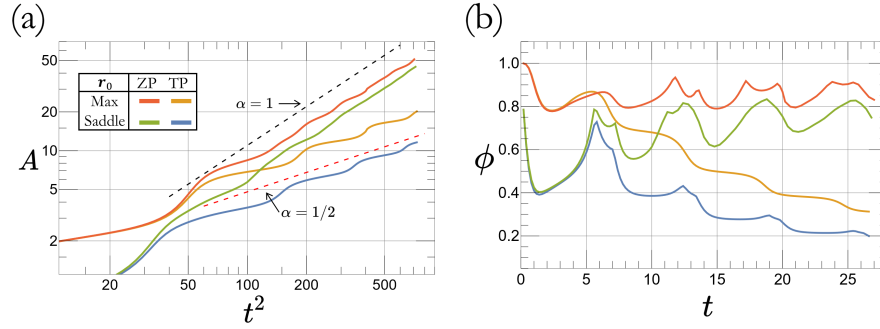 (a)
(b)
r₀ ZP TP
Max
Saddle
α = 1
α = 1/2
A
50
20
10
5
2
20 50 100 200 500
t²
ϕ
1.0
0.8
0.6
0.4
0.2
0 5 10 15 20 25
t